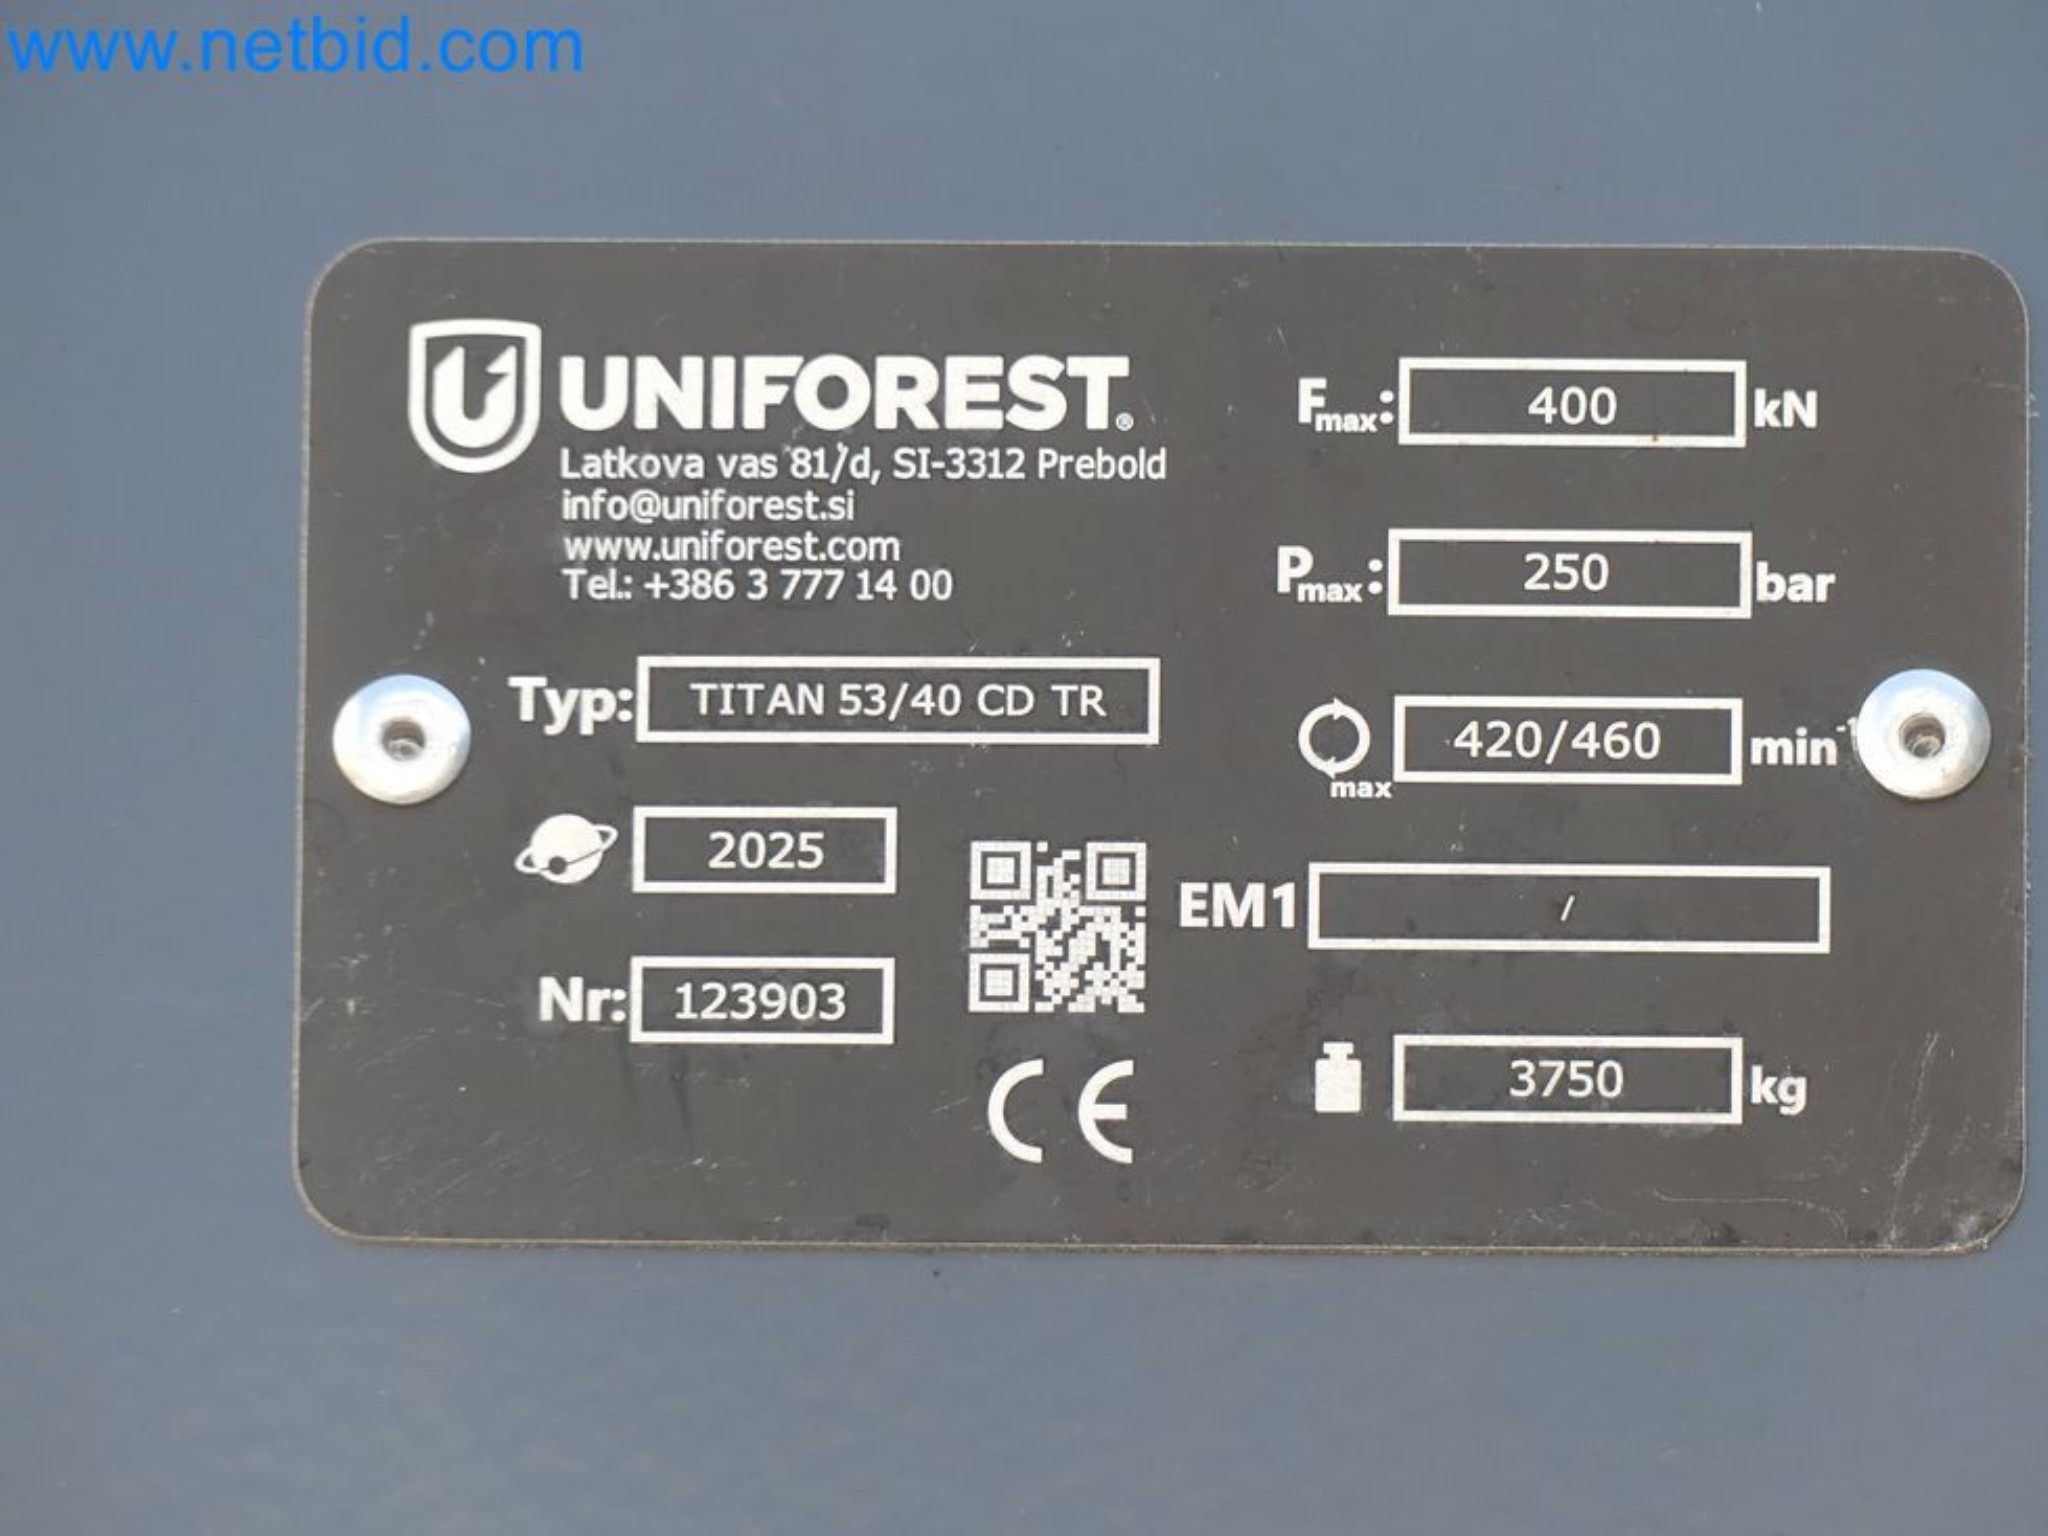 www.netbid.com
UNIFOREST®
Latkova vas 81/d, SI-3312 Prebold
info@uniforest.si
www.uniforest.com
Tel.: +386 3 777 14 00
Typ: TITAN 53/40 CD TR
2025
Nr: 123903
CE
Fmax: 400 kN
Pmax: 250 bar
max 420/460 min-1
EM1 /
3750 kg